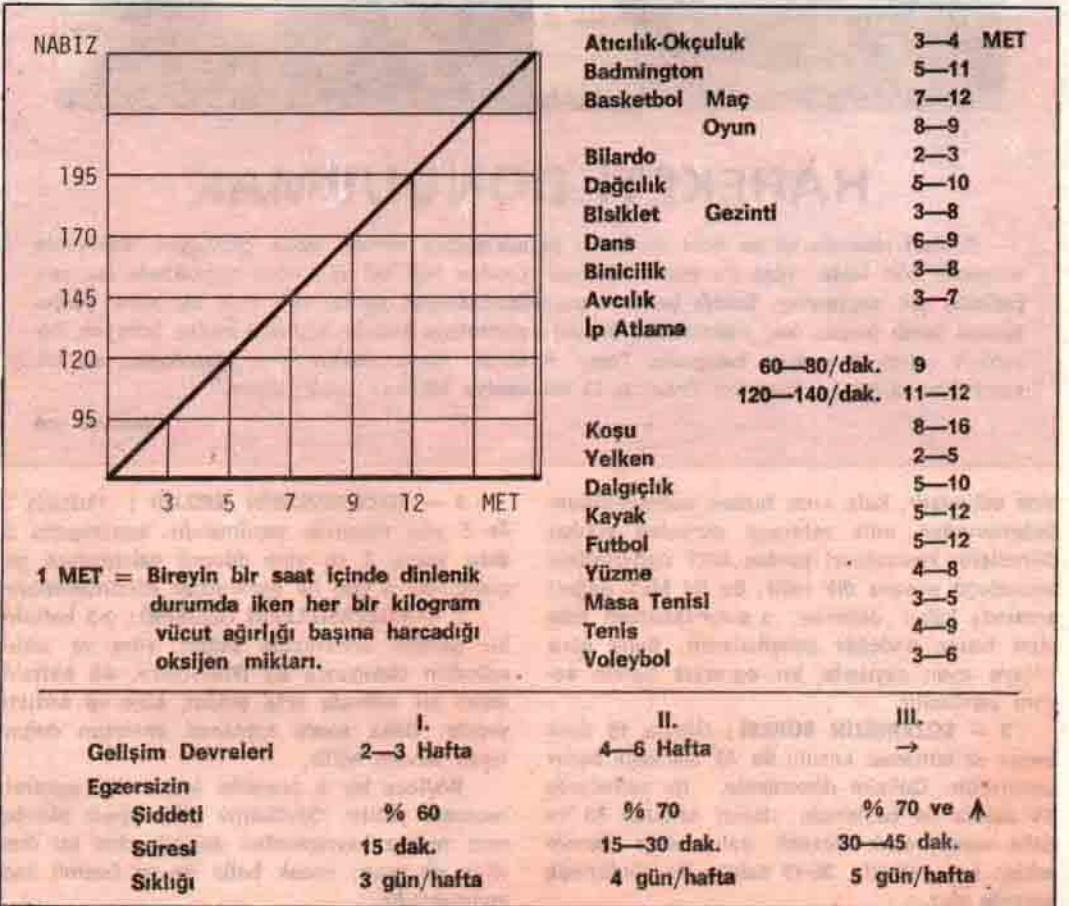 NABIZ
195
170
145
120
95
3 5 7 9 12 MET
1 MET = Bireyin bir saat içinde dinlenik
durumda iken her bir kilogram
vücut ağırlığı başına harcadığı
oksijen miktarı.
Atıcılık-Okçuluk 3—4 MET
Badmington 5—11
Basketbol Maç 7—12
Oyun 8—9
Bilardo 2—3
Dağcılık 5—10
Bisiklet Gezinti 3—8
Dans 6—9
Binicilik 3—8
Avcılık 3—7
İp Atlama
60—80/dak. 9
120—140/dak. 11—12
Koşu 8—16
Yelken 2—5
Dalgıçlık 5—10
Kayak 5—12
Futbol 5—12
Yüzme 4—8
Masa Tenisi 3—5
Tenis 4—9
Voleybol 3—6
I. II. III.
Gelişim Devreleri 2—3 Hafta 4—6 Hafta →
Egzersizin
Şiddeti % 60 % 70 % 70 ve
Süresi 15 dak. 15—30 dak. 30—45 dak.
Sıklığı 3 gün/hafta 4 gün/hafta 5 gün/hafta